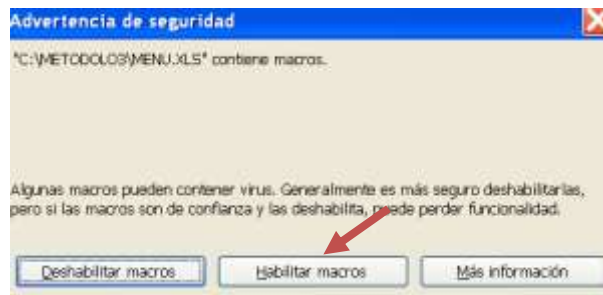 Advertencia de seguridad
"C:\METODOLO3\MENU.XLS" contiene macros.
Algunas macros pueden contener virus. Generalmente es más seguro deshabilitarlas,
pero si las macros son de confianza y las deshabilita, puede perder funcionalidad.
Deshabilitar macros
Habilitar macros
Más información